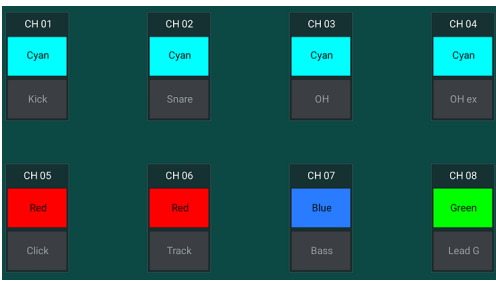 CH 01 CH 02 CH 03 CH 04
Cyan Cyan Cyan Cyan
Kick Snare OH OH ex
CH 05 CH 06 CH 07 CH 08
Red Red Blue Green
Click Track Bass Lead G